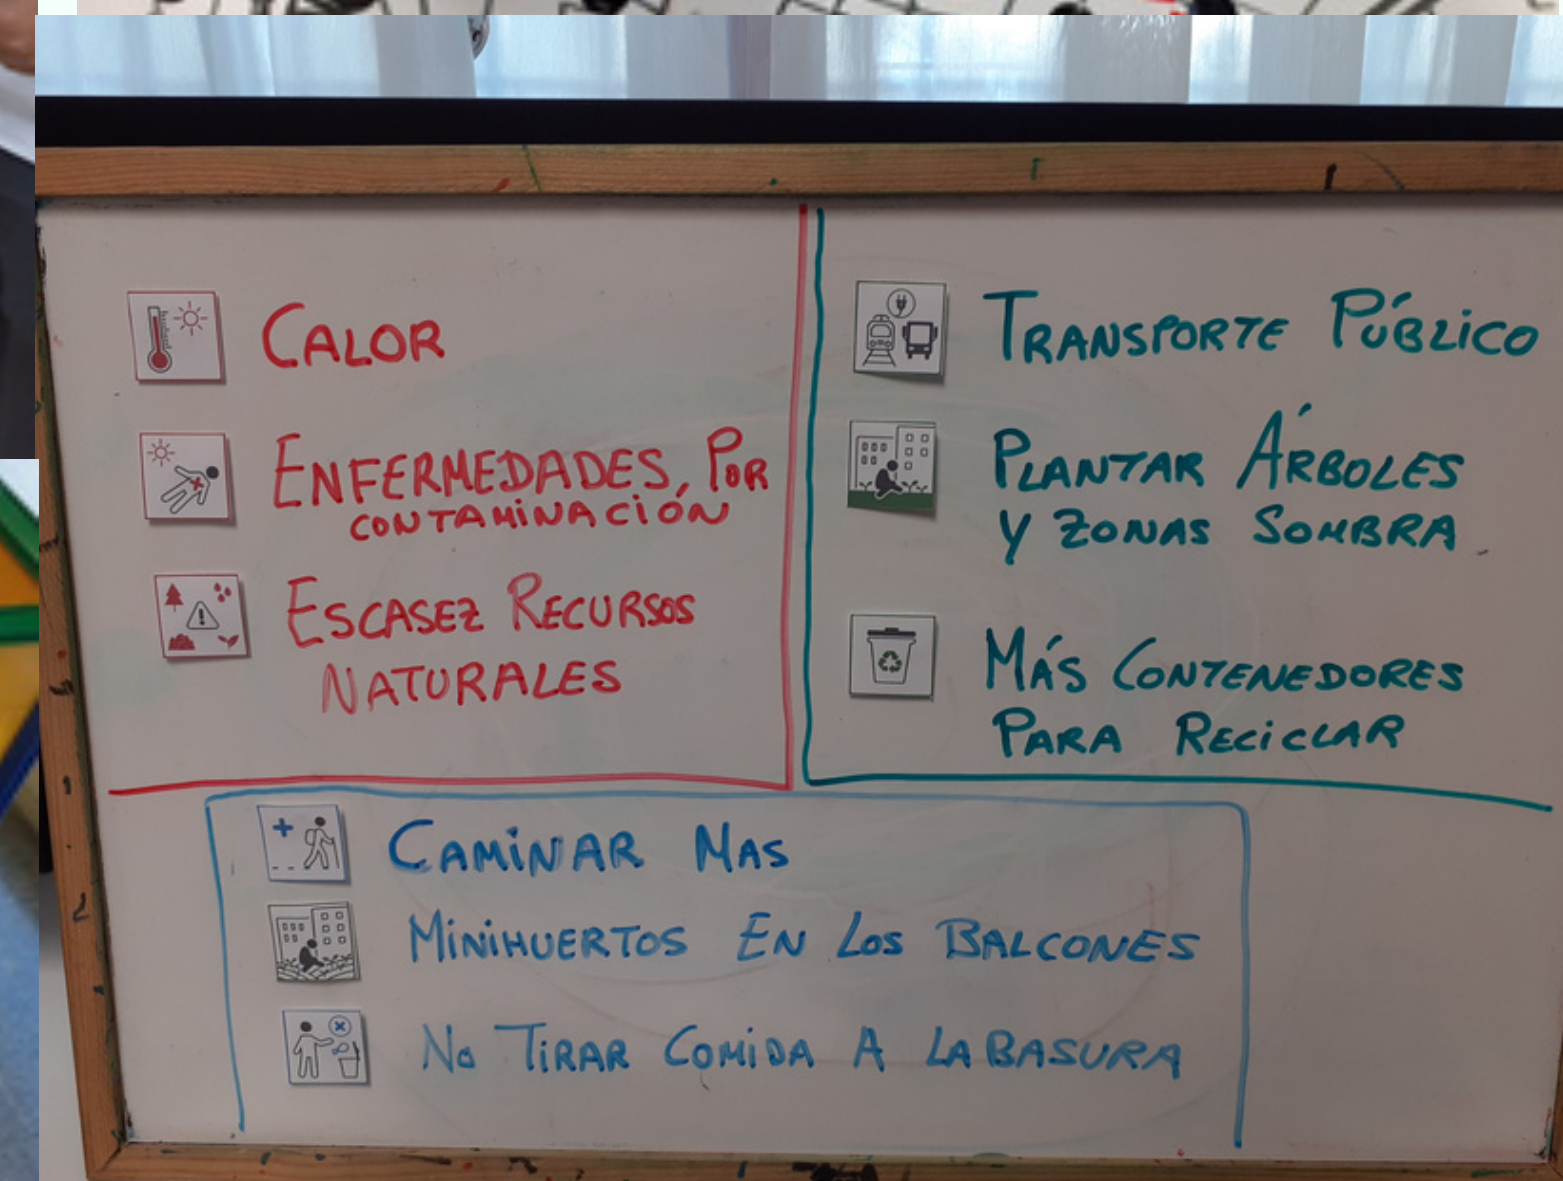 CALOR
ENFERMEDADES, POR
CONTAMINACIÓN
ESCASEZ RECURSOS
NATURALES
TRANSPORTE PÚBLICO
PLANTAR ÁRBOLES
Y ZONAS SOMBRA
MÁS CONTENEDORES
PARA RECICLAR
CAMINAR MAS
MINIHUERTOS EN LOS BALCONES
NO TIRAR COMIDA A LA BASURA